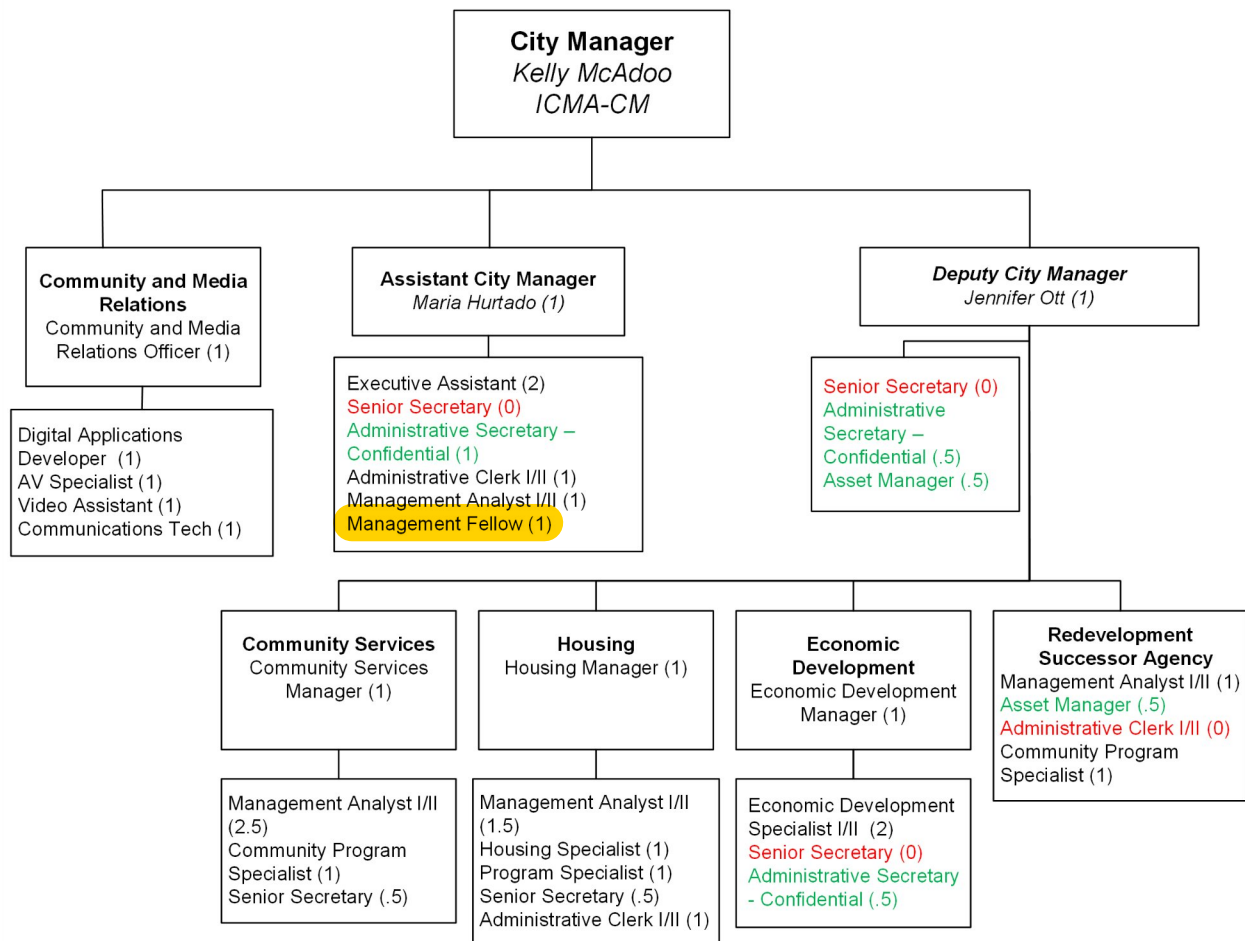 City Manager
Kelly McAdoo
ICMA-CM
Community and Media
Relations
Community and Media
Relations Officer (1)
Digital Applications
Developer (1)
AV Specialist (1)
Video Assistant (1)
Communications Tech (1)
Assistant City Manager
Maria Hurtado (1)
Executive Assistant (2)
Senior Secretary (0)
Administrative Secretary –
Confidential (1)
Administrative Clerk I/II (1)
Management Analyst I/II (1)
Management Fellow (1)
Deputy City Manager
Jennifer Ott (1)
Senior Secretary (0)
Administrative
Secretary –
Confidential (.5)
Asset Manager (.5)
Community Services
Community Services
Manager (1)
Management Analyst I/II
(2.5)
Community Program
Specialist (1)
Senior Secretary (.5)
Housing
Housing Manager (1)
Management Analyst I/II
(1.5)
Housing Specialist (1)
Program Specialist (1)
Senior Secretary (.5)
Administrative Clerk I/II (1)
Economic
Development
Economic Development
Manager (1)
Economic Development
Specialist I/II (2)
Senior Secretary (0)
Administrative Secretary
- Confidential (.5)
Redevelopment
Successor Agency
Management Analyst I/II (1)
Asset Manager (.5)
Administrative Clerk I/II (0)
Community Program
Specialist (1)